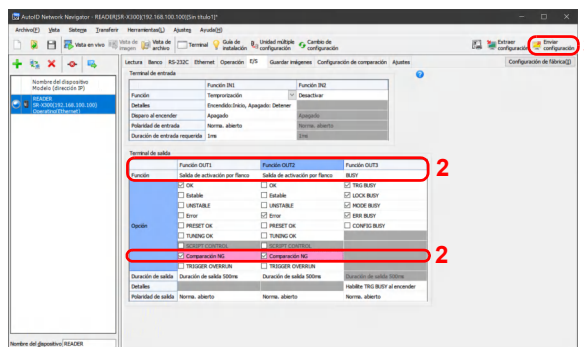 AutoID Network Navigator - READER(SR-X300)(192.168.100.100)[Sin título1]*
Archivo(F) Vista Sistema Transferir Herramientas(L) Ajustes Ayuda(H)
Vista en vivo Vista de imagen Vista de archivo Terminal Guía de instalación Unidad múltiple configuración Cambio de configuración Extraer configuración Enviar configuración
Lectura Banco RS-232C Ethernet Operación E/S Guardar imágenes Configuración de comparación Ajustes Configuración de fábrica(J)
Nombre del dispositivo
Modelo (dirección IP)
READER
SR-X300(192.168.100.100)
Operativo(Ethernet)
Terminal de entrada
Función IN1 Función IN2
Función Temporización Desactivar
Detalles Encendido:Inicio, Apagado: Detener
Disparo al encender Apagado Apagado
Polaridad de entrada Norma. abierto Norma. abierto
Duración de entrada requerida 1ms 1ms
Terminal de salida
Función OUT1 Función OUT2 Función OUT3
Función Salida de activación por flanco Salida de activación por flanco BUSY
2
Opción
OK OK TRG BUSY
Estable Estable LOCK BUSY
UNSTABLE UNSTABLE MODE BUSY
Error Error ERR BUSY
PRESET OK PRESET OK CONFIG BUSY
TUNING OK TUNING OK
SCRIPT CONTROL SCRIPT CONTROL
Comparación NG Comparación NG
2
TRIGGER OVERRUN TRIGGER OVERRUN
Duración de salida Duración de salida 500ms Duración de salida 500ms Duración de salida 500ms
Detalles Habilite TRG BUSY al encender
Polaridad de salida Norma. abierto Norma. abierto Norma. abierto
Nombre del dispositivo READER